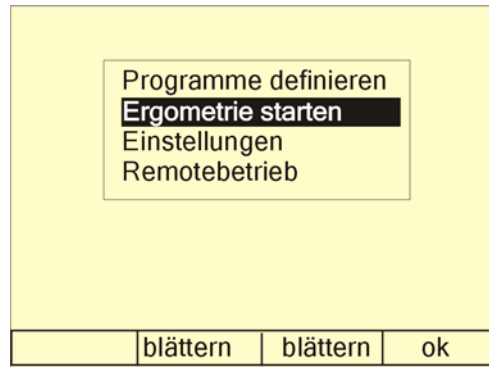 Programme definieren
Ergometrie starten
Einstellungen
Remotebetrieb
blättern blättern ok